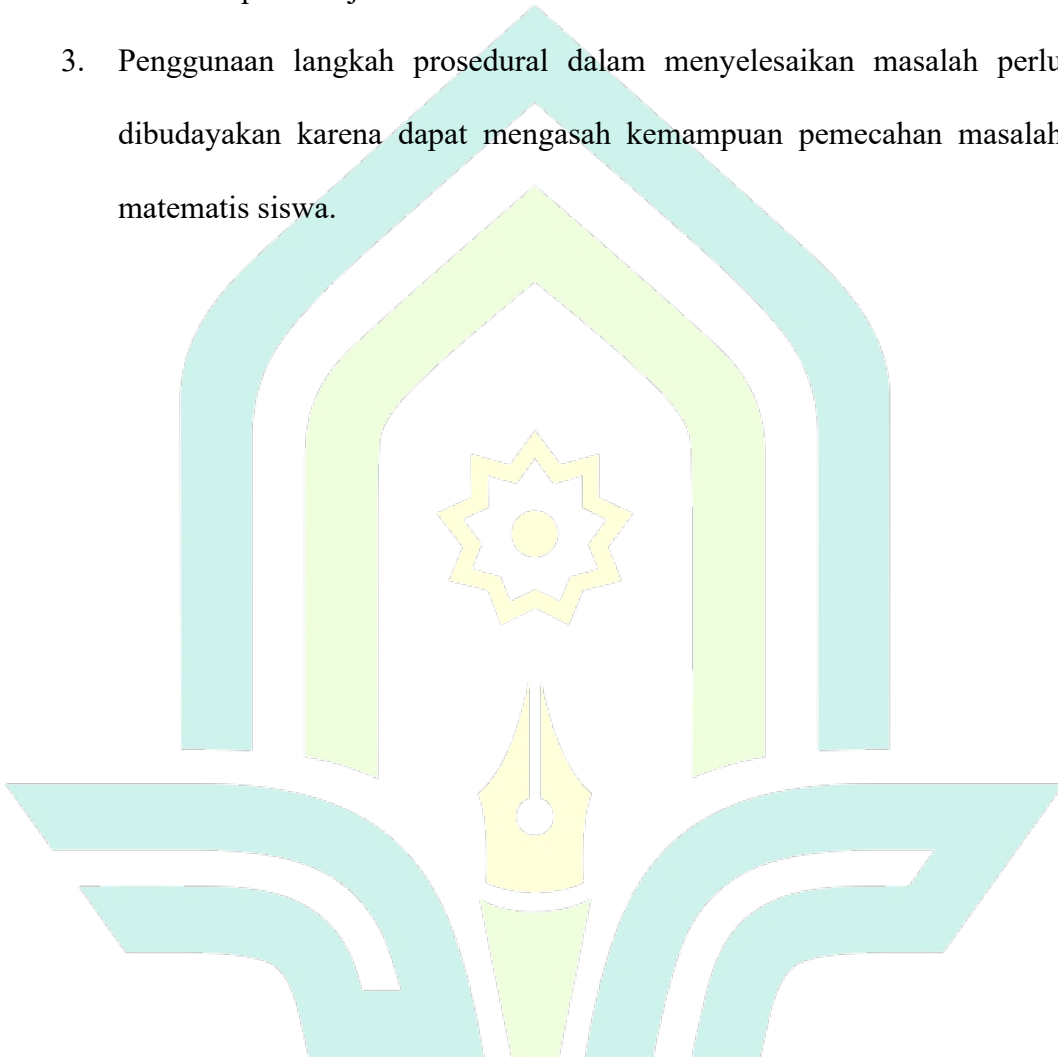 3. Penggunaan langkah prosedural dalam menyelesaikan masalah perlu
dibudayakan karena dapat mengasah kemampuan pemecahan masalah
matematis siswa.